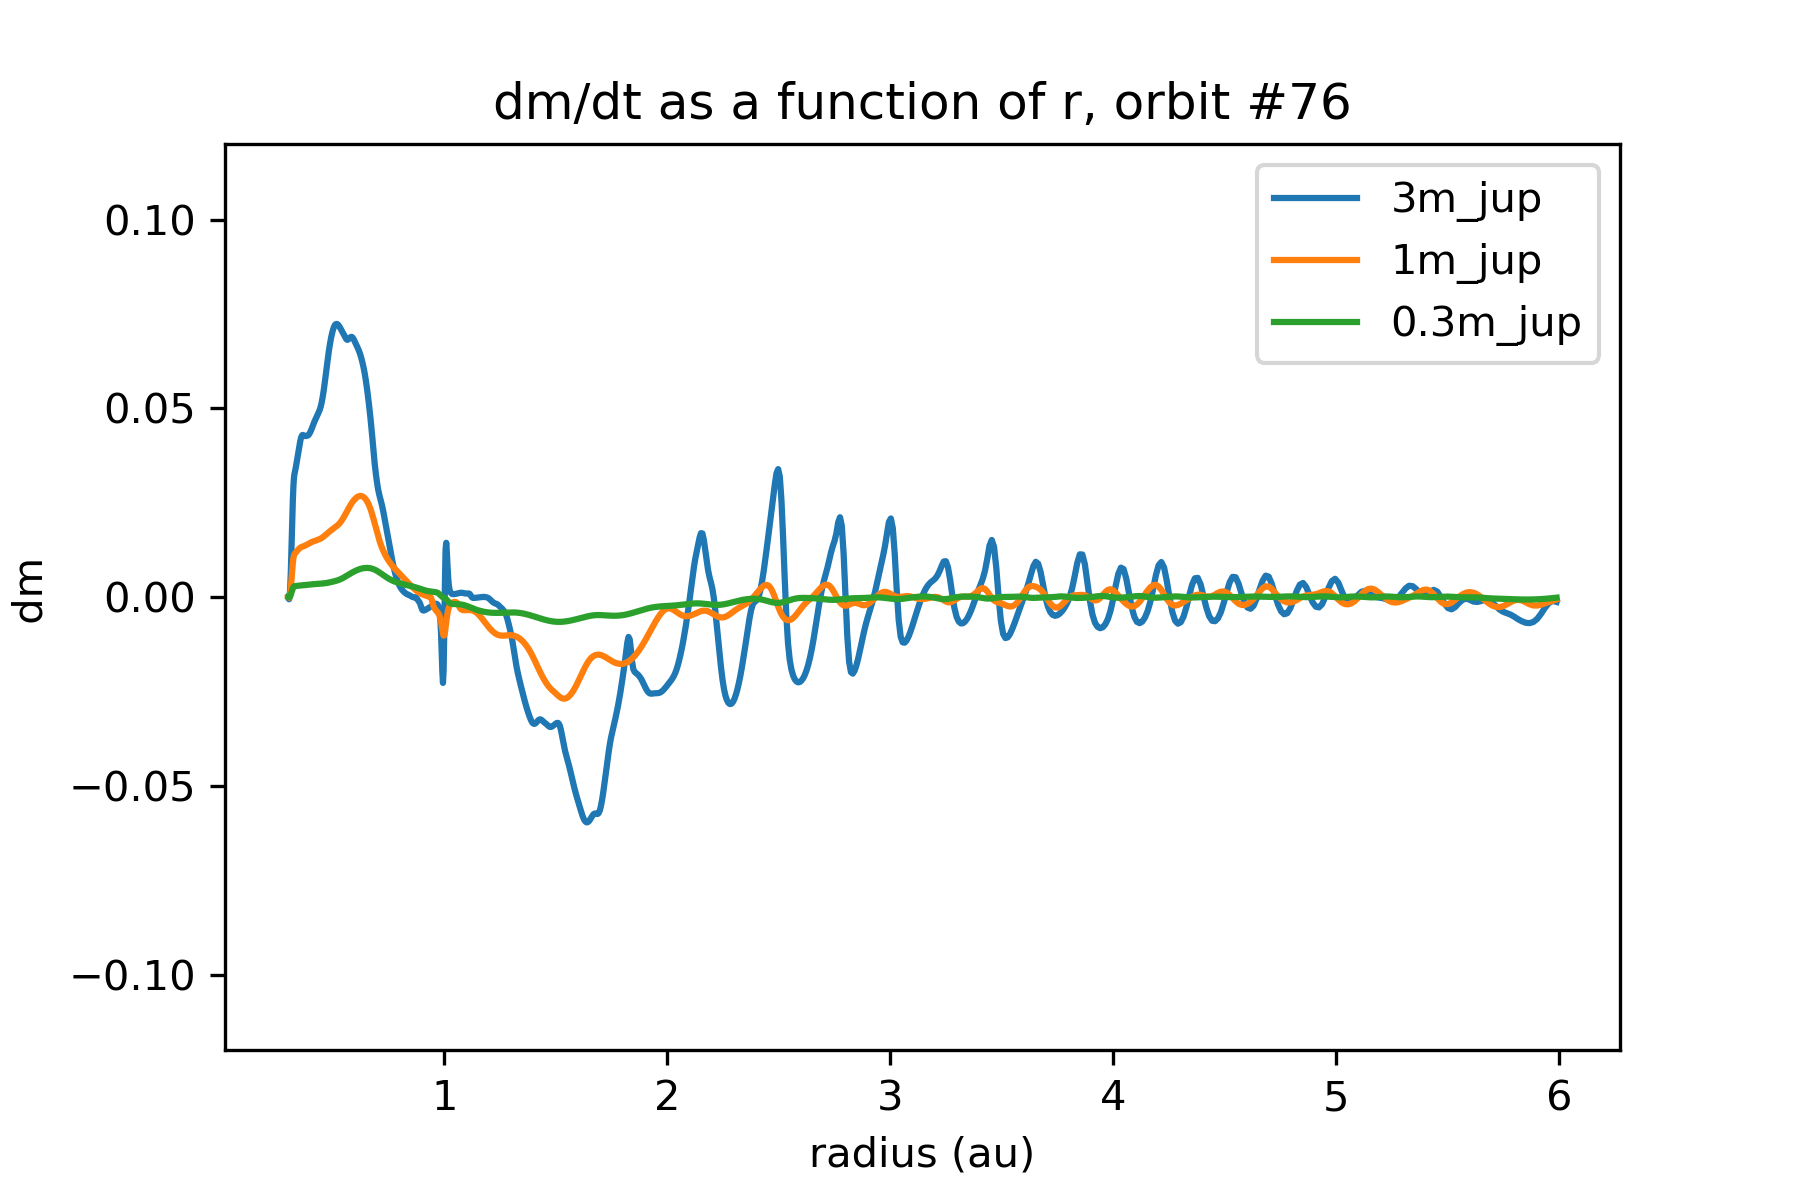 dm/dt as a function of r, orbit #76
3m_jup
1m_jup
0.3m_jup
0.10
0.05
0.00
−0.05
−0.10
dm
1 2 3 4 5 6
radius (au)